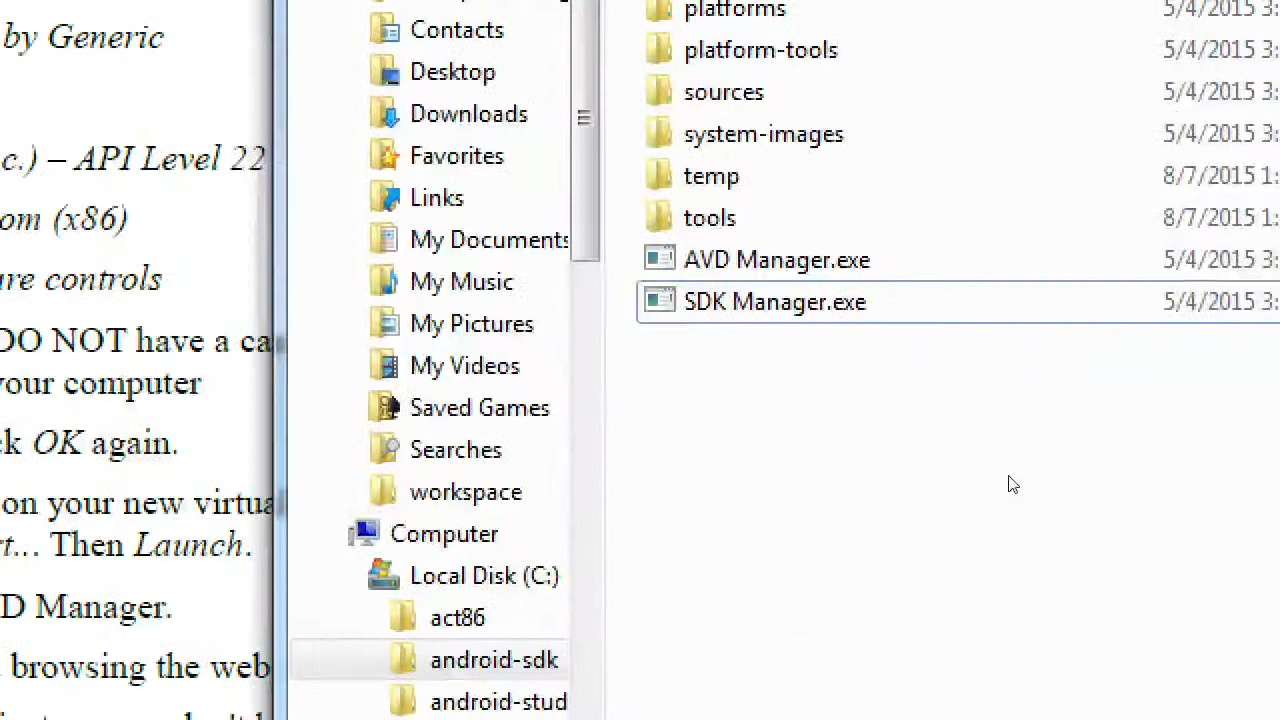 by Generic
c.) – API Level 22
om (x86)
re controls
DO NOT have a ca
your computer
ck OK again.
on your new virtua
rt... Then Launch.
D Manager.
browsing the web
Contacts
Desktop
Downloads
Favorites
Links
My Documents
My Music
My Pictures
My Videos
Saved Games
Searches
workspace
Computer
Local Disk (C:)
act86
android-sdk
android-stud
platforms 5/4/2015 3:
platform-tools 5/4/2015 3:
sources 5/4/2015 3:
system-images 5/4/2015 3:
temp 8/7/2015 1:
tools 8/7/2015 1:
AVD Manager.exe 5/4/2015 3:
SDK Manager.exe 5/4/2015 3: